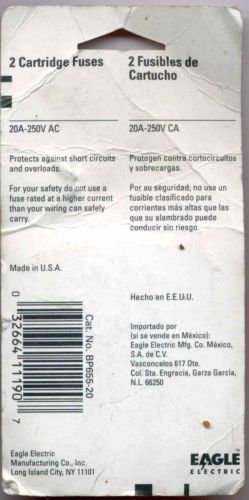 2 Cartridge Fuses
20A-250V AC
Protects against short circuits
and overloads.
For your safety do not use a
fuse rated at a higher current
than your wiring can safely
carry.
Made in U.S.A.
2 Fusibles de
Cartucho
20A-250V CA
Protegen contra cortocircuitos
y sobrecargas.
Por su seguridad, no use un
fusible clasificado para
corrientes más altas que las
que su alambrado puede
conducir sin riesgo.
Hecho en E.E.U.U.
Importado por
(si se vende en México):
Eagle Electric Mfg. Co. México,
S.A. de C.V.
Vasconcelos 617 Ote.
Col. Sta. Engracia, Garza García,
N.L. 66250
0 32664 11190 7
Cat. No. BP655-20
Eagle Electric
Manufacturing Co., Inc.
Long Island City, NY 11101
EAGLE
ELECTRIC